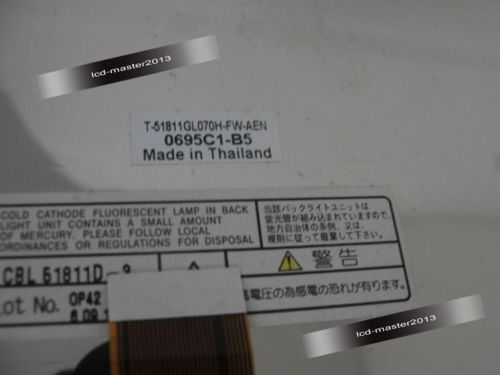 lcd-master2013
T-51811GL070H-FW-AEN
0695C1-B5
Made in Thailand
COLD CATHODE FLUORESCENT LAMP IN BACK
LIGHT UNIT CONTAINS A SMALL AMOUNT
OF MERCURY. PLEASE FOLLOW LOCAL
ORDINANCES OR REGULATIONS FOR DISPOSAL
当該バックライトユニットは
蛍光管が組み込まれていますので、
地方自治体の条例、又は、
規則に従って廃棄願います。
CBL 51811D-
警告
Lot No. OP42
高電圧の為感電の恐れが有ります。
lcd-master2013